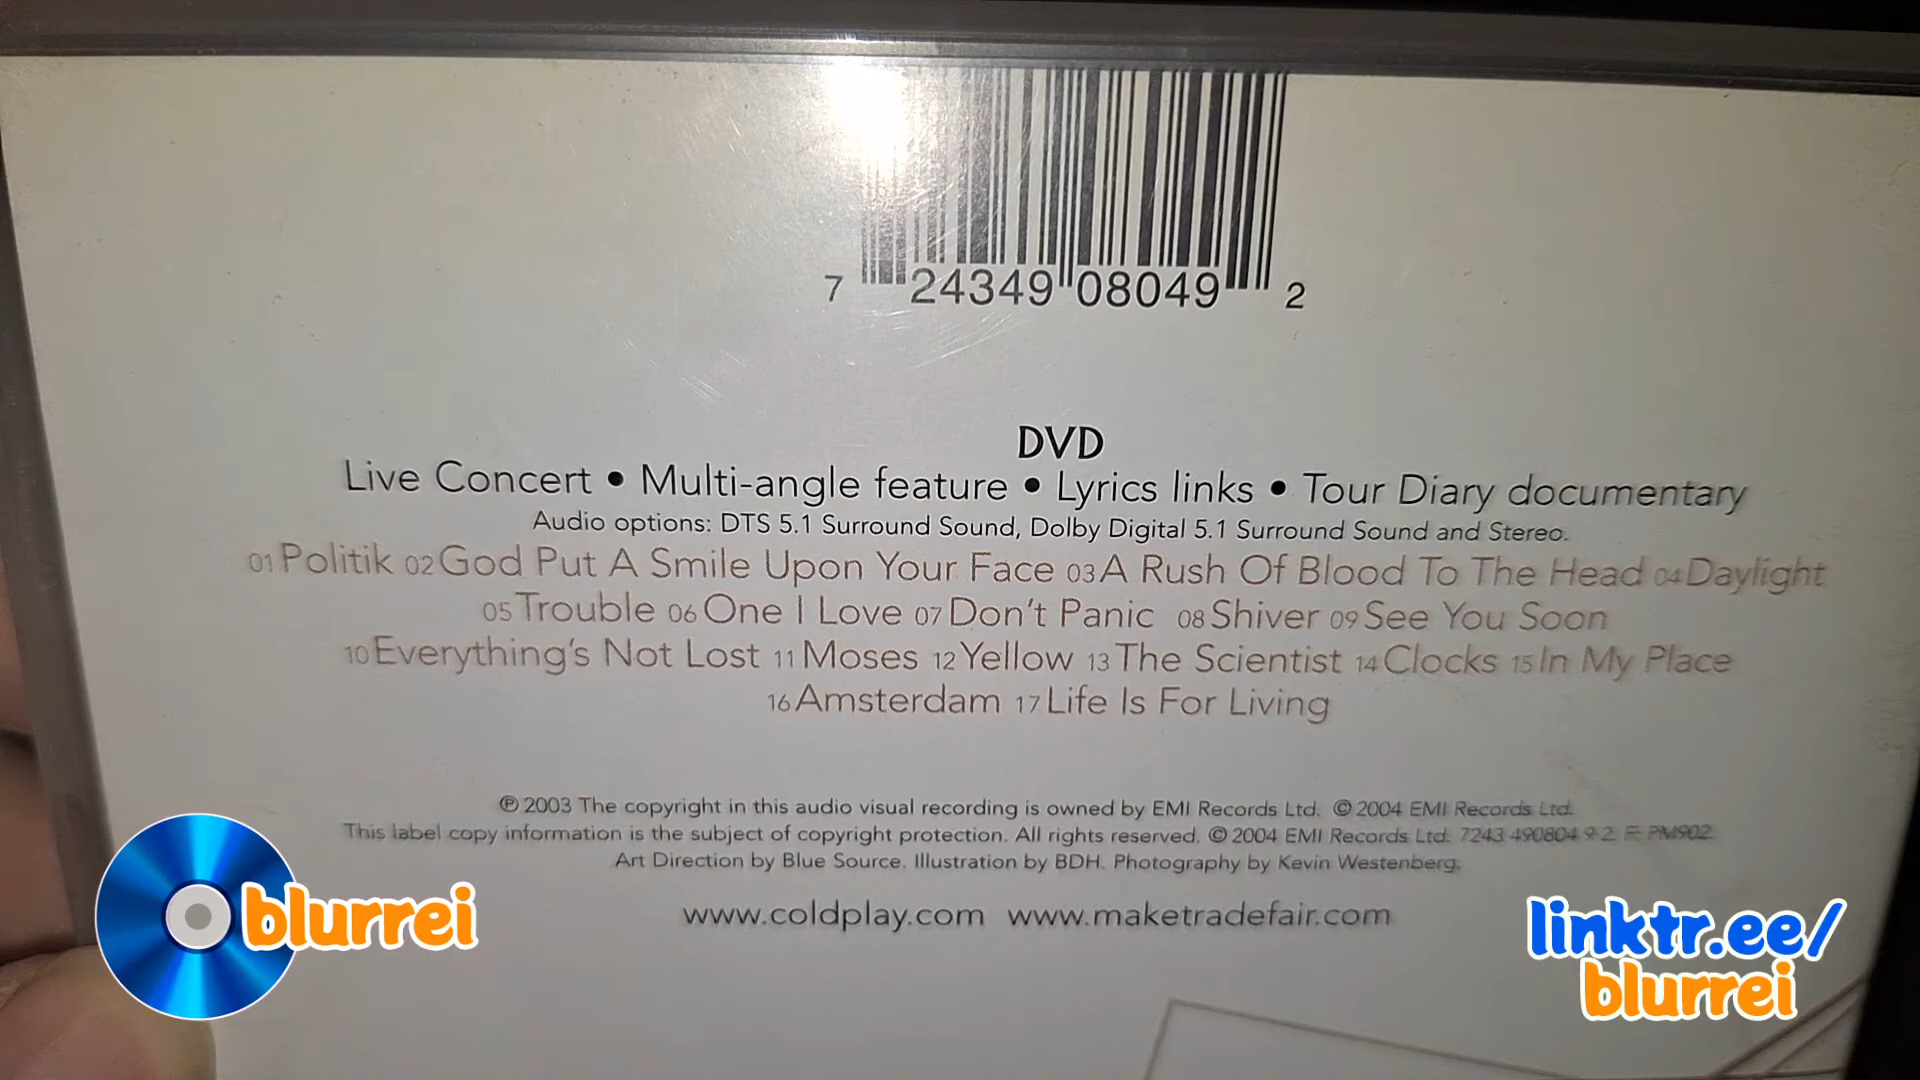 7 24349 08049 2
DVD
Live Concert • Multi-angle feature • Lyrics links • Tour Diary documentary
Audio options: DTS 5.1 Surround Sound, Dolby Digital 5.1 Surround Sound and Stereo.
01 Politik 02 God Put A Smile Upon Your Face 03 A Rush Of Blood To The Head 04 Daylight
05 Trouble 06 One I Love 07 Don't Panic 08 Shiver 09 See You Soon
10 Everything's Not Lost 11 Moses 12 Yellow 13 The Scientist 14 Clocks 15 In My Place
16 Amsterdam 17 Life Is For Living
℗ 2003 The copyright in this audio visual recording is owned by EMI Records Ltd. © 2004 EMI Records Ltd.
This label copy information is the subject of copyright protection. All rights reserved. © 2004 EMI Records Ltd. 7243 490804 9 2. F: PM902
Art Direction by Blue Source. Illustration by BDH. Photography by Kevin Westenberg.
www.coldplay.com www.maketradefair.com
blurrei
linktr.ee/
blurrei